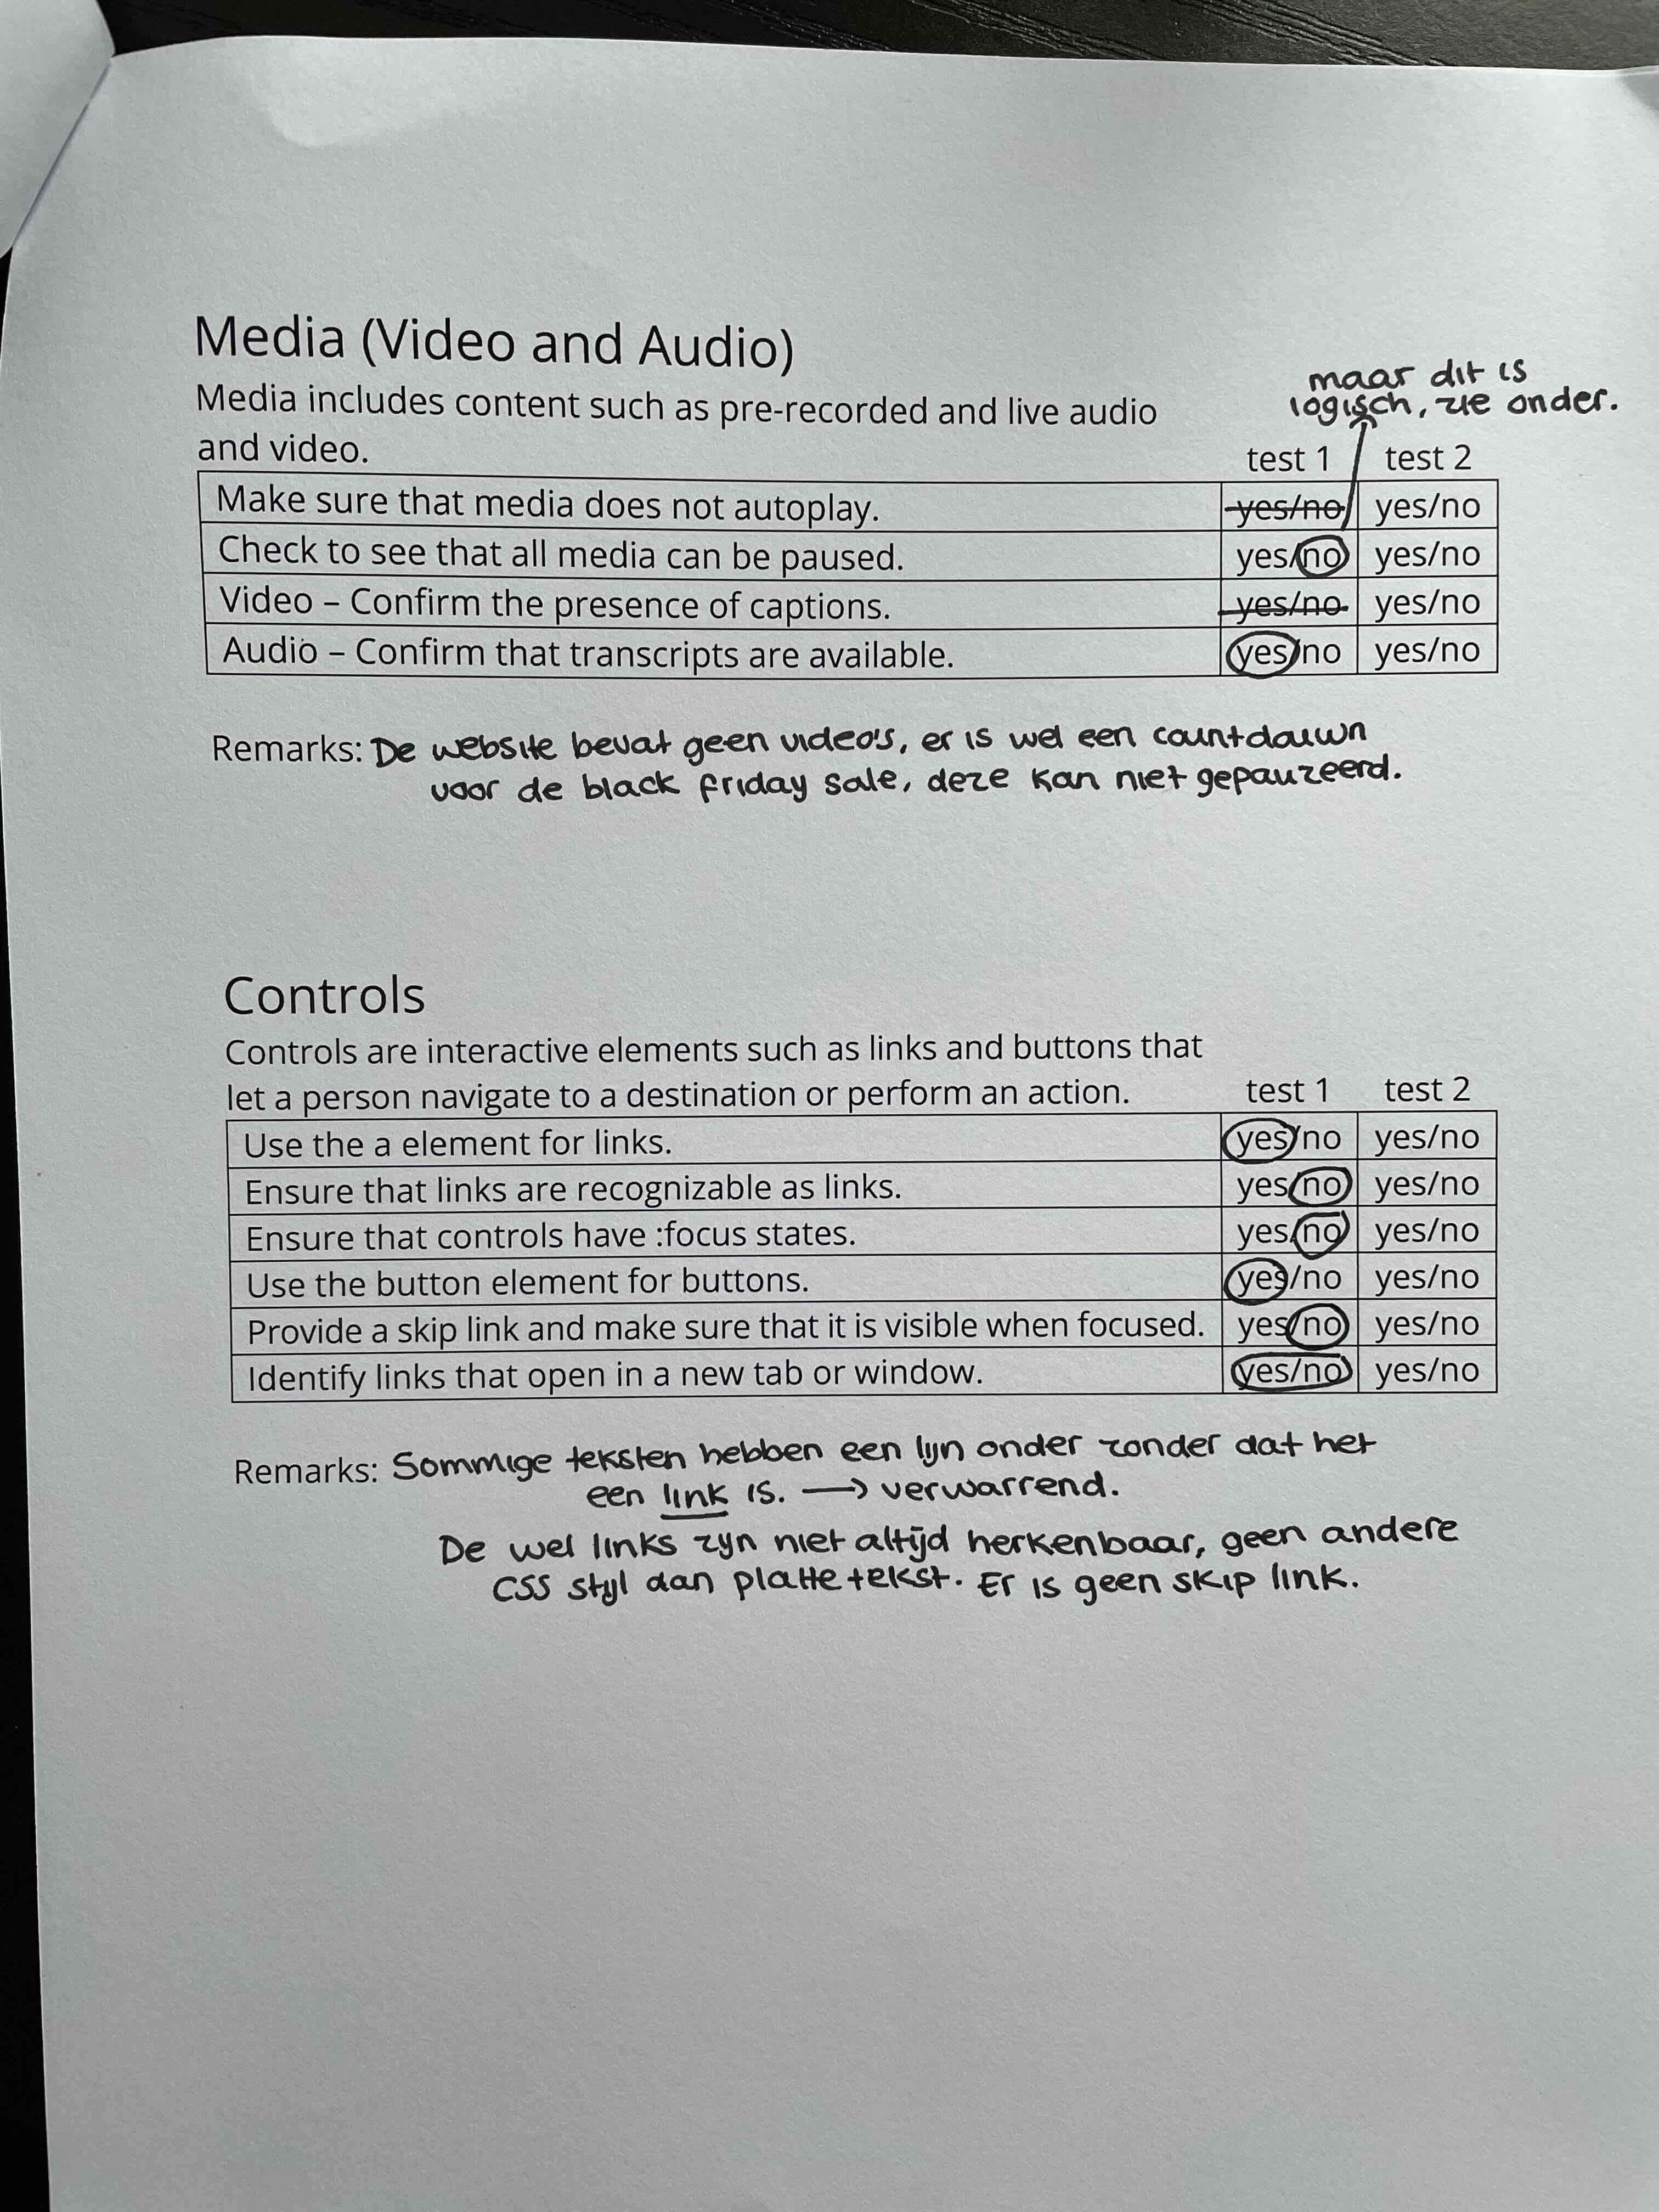 Media (Video and Audio)
maar dit is
logisch, zie onder.
Media includes content such as pre-recorded and live audio
and video.
test 1 test 2
Make sure that media does not autoplay. yes/no yes/no
Check to see that all media can be paused. yes/no yes/no
Video – Confirm the presence of captions. yes/no yes/no
Audio – Confirm that transcripts are available. yes/no yes/no
Remarks: De website bevat geen video's, er is wel een countdouwn
voor de black friday sale, deze kan niet gepauzeerd.
Controls
Controls are interactive elements such as links and buttons that
let a person navigate to a destination or perform an action. test 1 test 2
Use the a element for links. yes/no yes/no
Ensure that links are recognizable as links. yes/no yes/no
Ensure that controls have :focus states. yes/no yes/no
Use the button element for buttons. yes/no yes/no
Provide a skip link and make sure that it is visible when focused. yes/no yes/no
Identify links that open in a new tab or window. yes/no yes/no
Remarks: Sommige teksten hebben een lijn onder zonder dat het
een link is. → verwarrend.
De wel links zijn niet altijd herkenbaar, geen andere
CSS stijl dan platte tekst. Er is geen skip link.